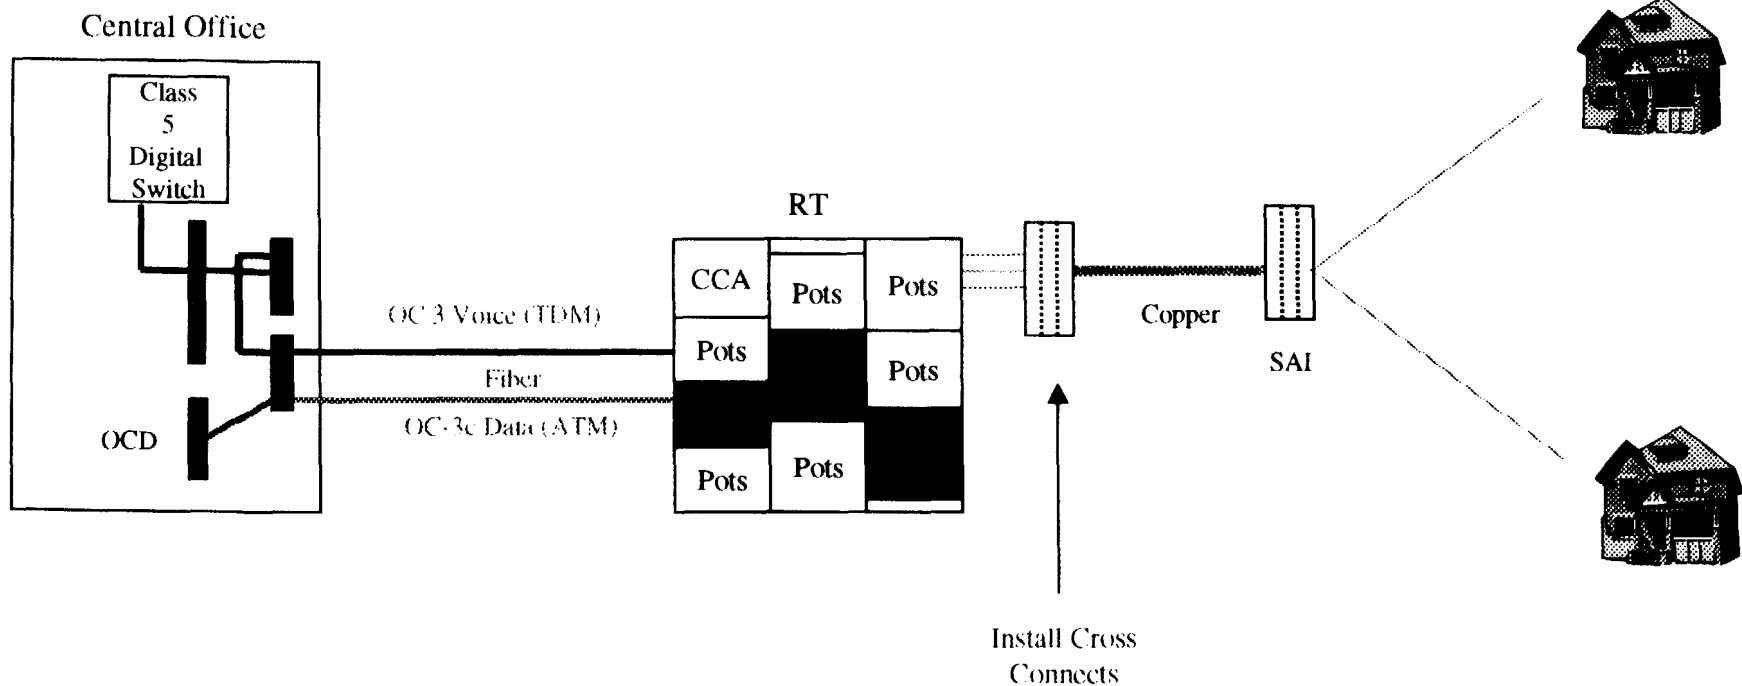 Central Office
Class
5
Digital
Switch
RT
CCA
Pots
Pots
OC 3 Voice (TDM)
Pots
Pots
Fiber
OC-3c Data (ATM)
OCD
Pots
Pots
Copper
SAI
Install Cross
Connects